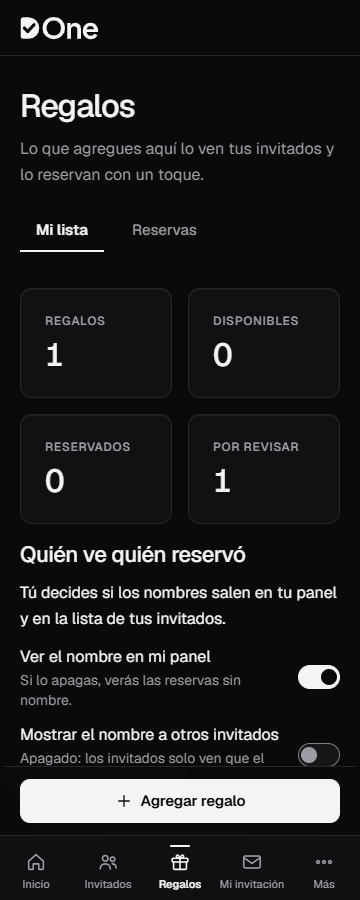 One
Regalos
Lo que agregues aquí lo ven tus invitados y
lo reservan con un toque.
Mi lista
Reservas
REGALOS
1
DISPONIBLES
0
RESERVADOS
0
POR REVISAR
1
Quién ve quién reservó
Tú decides si los nombres salen en tu panel
y en la lista de tus invitados.
Ver el nombre en mi panel
Si lo apagas, verás las reservas sin
nombre.
Mostrar el nombre a otros invitados
Apagado: los invitados solo ven que el
Agregar regalo
Inicio
Invitados
Regalos
Mi invitación
Más